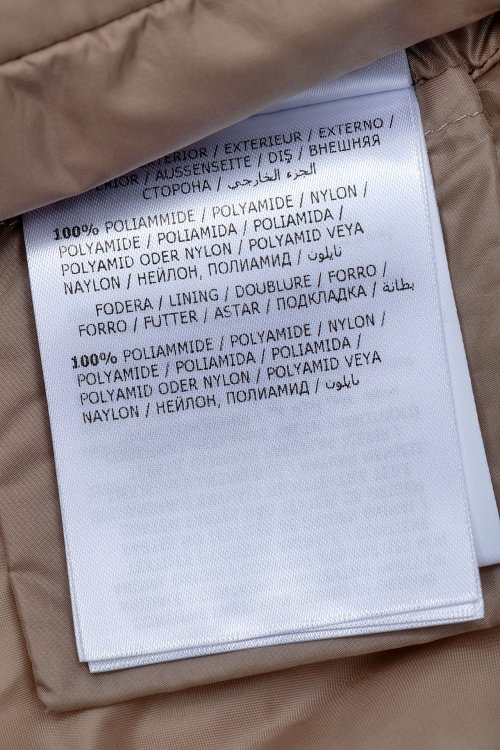 / EXTERIEUR / EXTERNO /
/ AUSSENSEITE / DIŞ / ВНЕШНЯЯ
СТОРОНА / الجزء الخارجي
100% POLIAMMIDE / POLYAMIDE / NYLON /
POLYAMIDE / POLIAMIDA / POLIAMIDA /
POLYAMID ODER NYLON / POLYAMID VEYA
NAYLON / НЕЙЛОН, ПОЛИАМИД / نايلون
FODERA / LINING / DOUBLURE / FORRO /
FORRO / FUTTER / ASTAR / ПОДКЛАДКА / بطانة
100% POLIAMMIDE / POLYAMIDE / NYLON /
POLYAMIDE / POLIAMIDA / POLIAMIDA /
POLYAMID ODER NYLON / POLYAMID VEYA
NAYLON / НЕЙЛОН, ПОЛИАМИД / نايلون